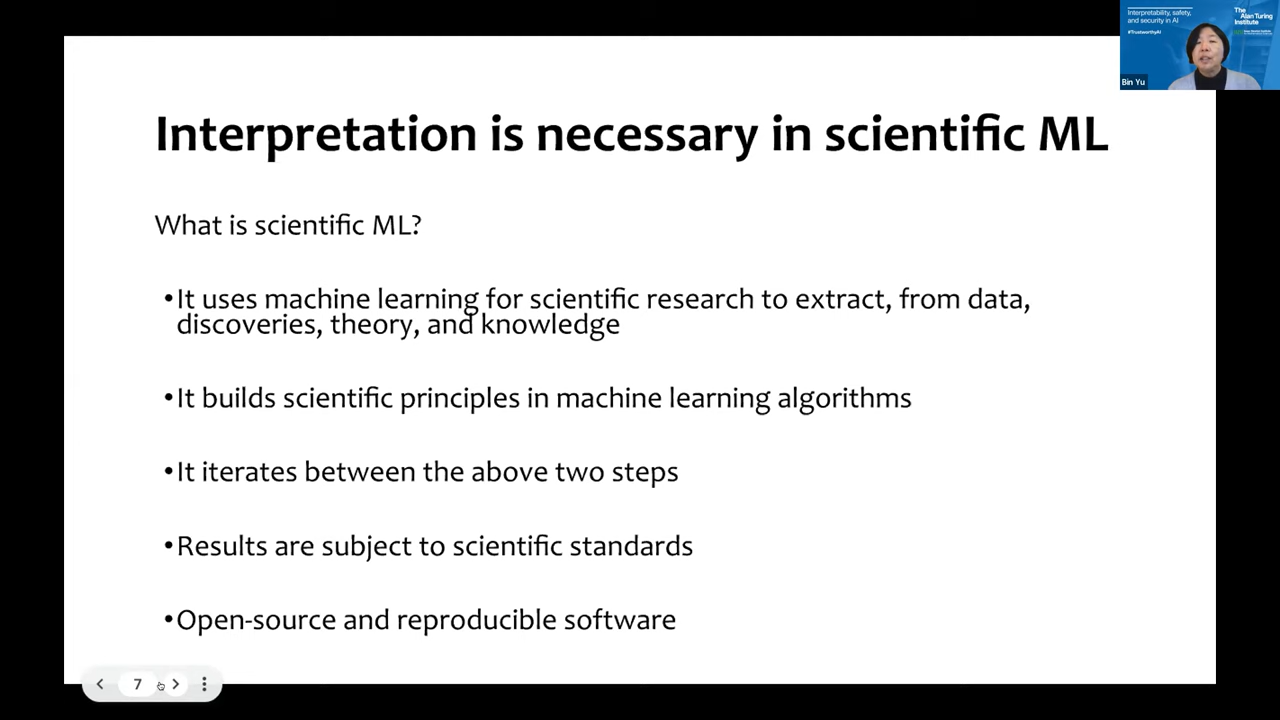 Interpretation is necessary in scientific ML
What is scientific ML?
•It uses machine learning for scientific research to extract, from data,
discoveries, theory, and knowledge
•It builds scientific principles in machine learning algorithms
•It iterates between the above two steps
•Results are subject to scientific standards
•Open-source and reproducible software
7
Interpretability, safety,
and security in AI
#TrustworthyAI
The
Alan Turing
Institute
Bin Yu